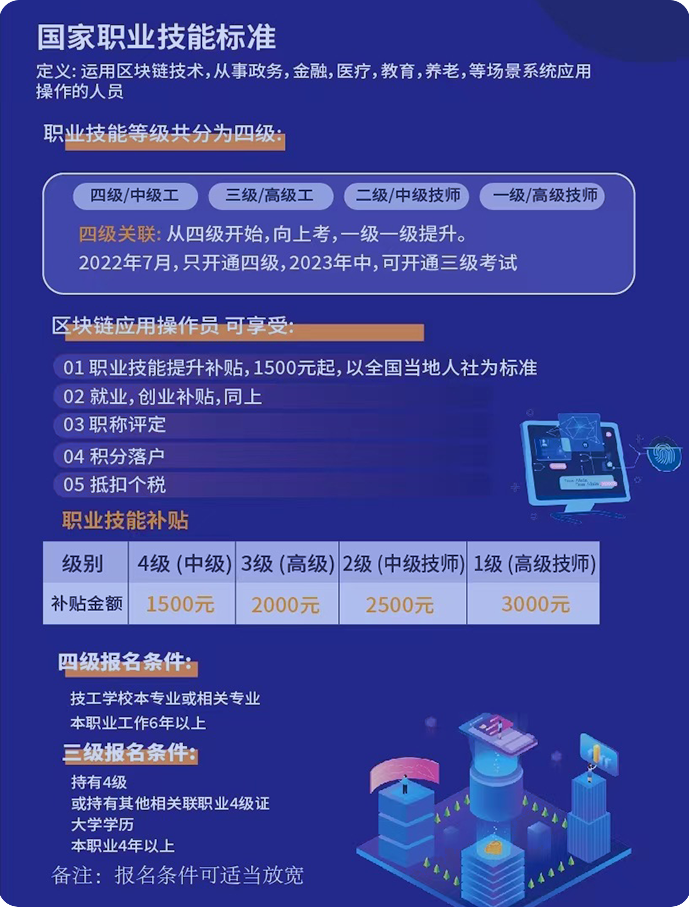 国家职业技能标准
定义: 运用区块链技术,从事政务,金融,医疗,教育,养老,等场景系统应用
操作的人员
职业技能等级共分为四级:
四级/中级工 三级/高级工 二级/中级技师 一级/高级技师
四级关联: 从四级开始,向上考,一级一级提升。
2022年7月,只开通四级,2023年中,可开通三级考试
区块链应用操作员 可享受:
01 职业技能提升补贴,1500元起,以全国当地人社为标准
02 就业,创业补贴,同上
03 职称评定
04 积分落户
05 抵扣个税
职业技能补贴
级别 4级 (中级) 3级 (高级) 2级 (中级技师) 1级 (高级技师)
补贴金额 1500元 2000元 2500元 3000元
四级报名条件:
技工学校本专业或相关专业
本职业工作6年以上
三级报名条件:
持有4级
或持有其他相关联职业4级证
大学学历
本职业4年以上
备注：报名条件可适当放宽